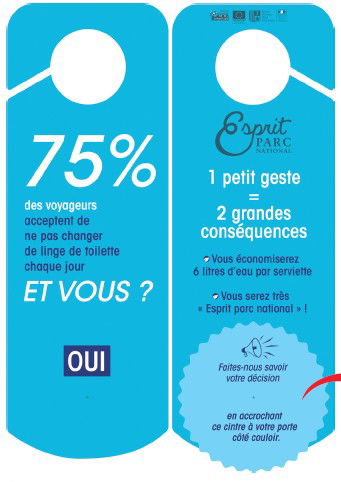 75%
des voyageurs
acceptent de
ne pas changer
de linge de toilette
chaque jour
ET VOUS ?
OUI
Esprit
PARC
NATIONAL
1 petit geste
=
2 grandes
conséquences
Vous économiserez
6 litres d'eau par serviette
Vous serez très
« Esprit parc national » !
Faites-nous savoir
votre décision
en accrochant
ce cintre à votre porte
côté couloir.